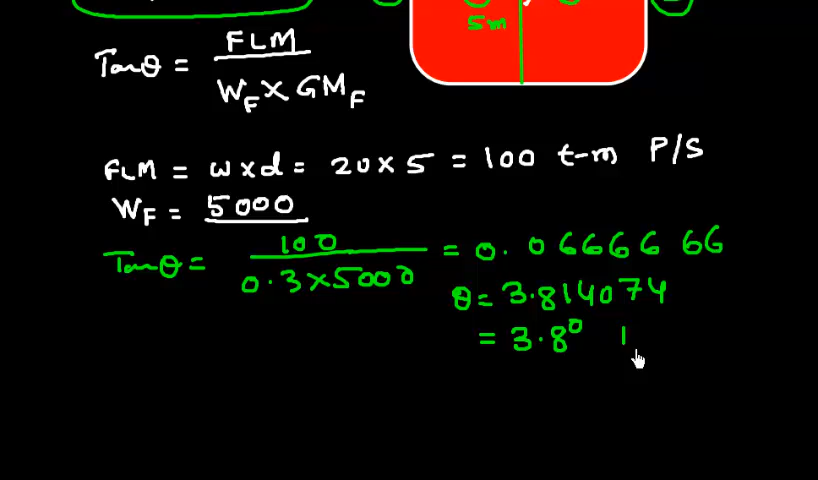 5m
Tanθ = FLM / W_F × GM_F
FLM = w×d = 20×5 = 100 t-m P/S
W_F = 5000
Tanθ = 100 / 0.3×5000 = 0.0666666
θ = 3.814074
= 3.8° |